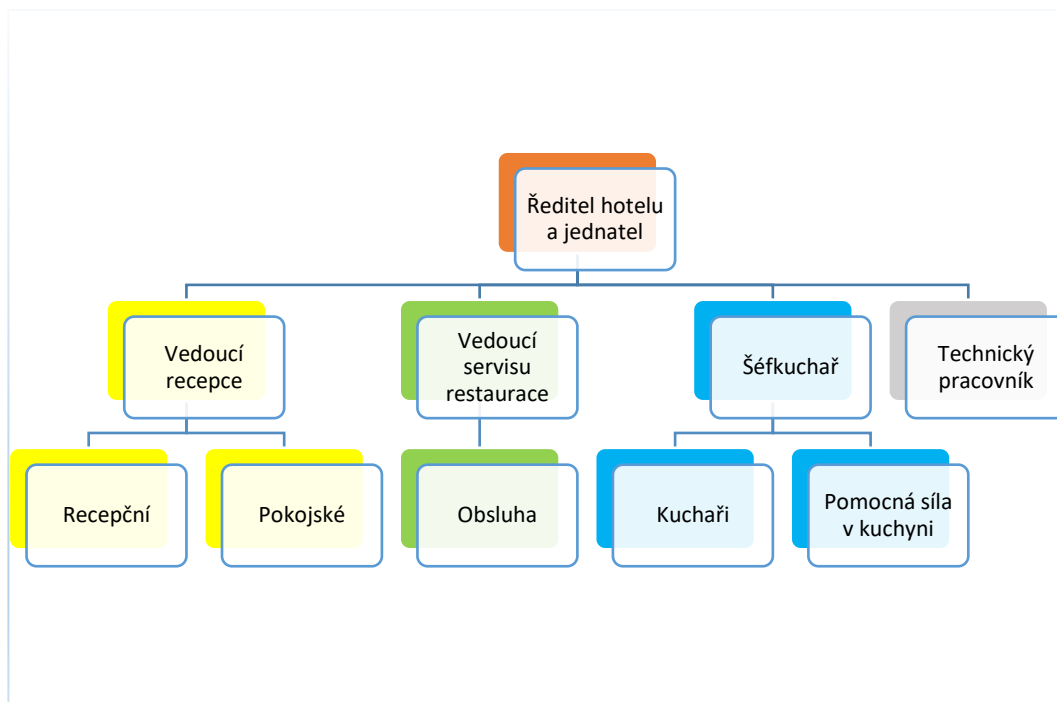 Ředitel hotelu
a jednatel
Vedoucí
recepce
Vedoucí
servisu
restaurace
Šéfkuchař
Technický
pracovník
Recepční
Pokojské
Obsluha
Kuchaři
Pomocná síla
v kuchyni